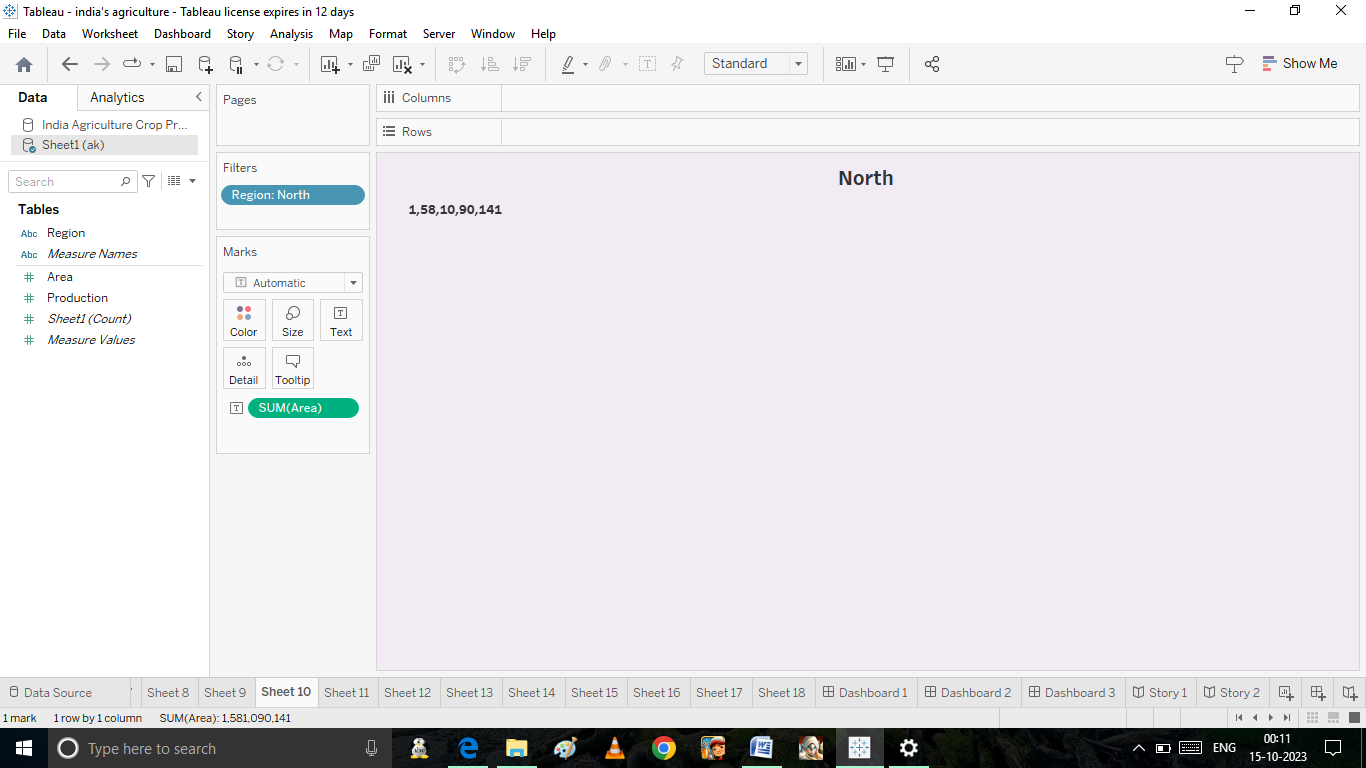 Tableau - india's agriculture - Tableau license expires in 12 days
File Data Worksheet Dashboard Story Analysis Map Format Server Window Help
Standard
Show Me
Data Analytics
India Agriculture Crop Pr...
Sheet1 (ak)
Search
Tables
Abc Region
Abc Measure Names
Area
Production
Sheet1 (Count)
Measure Values
Pages
Filters
Region: North
Marks
Automatic
Color Size Text
Detail Tooltip
SUM(Area)
Columns
Rows
North
1,58,10,90,141
Data Source Sheet 8 Sheet 9 Sheet 10 Sheet 11 Sheet 12 Sheet 13 Sheet 14 Sheet 15 Sheet 16 Sheet 17 Sheet 18 Dashboard 1 Dashboard 2 Dashboard 3 Story 1 Story 2
1 mark 1 row by 1 column SUM(Area): 1,581,090,141
Type here to search
ENG
00:11
15-10-2023